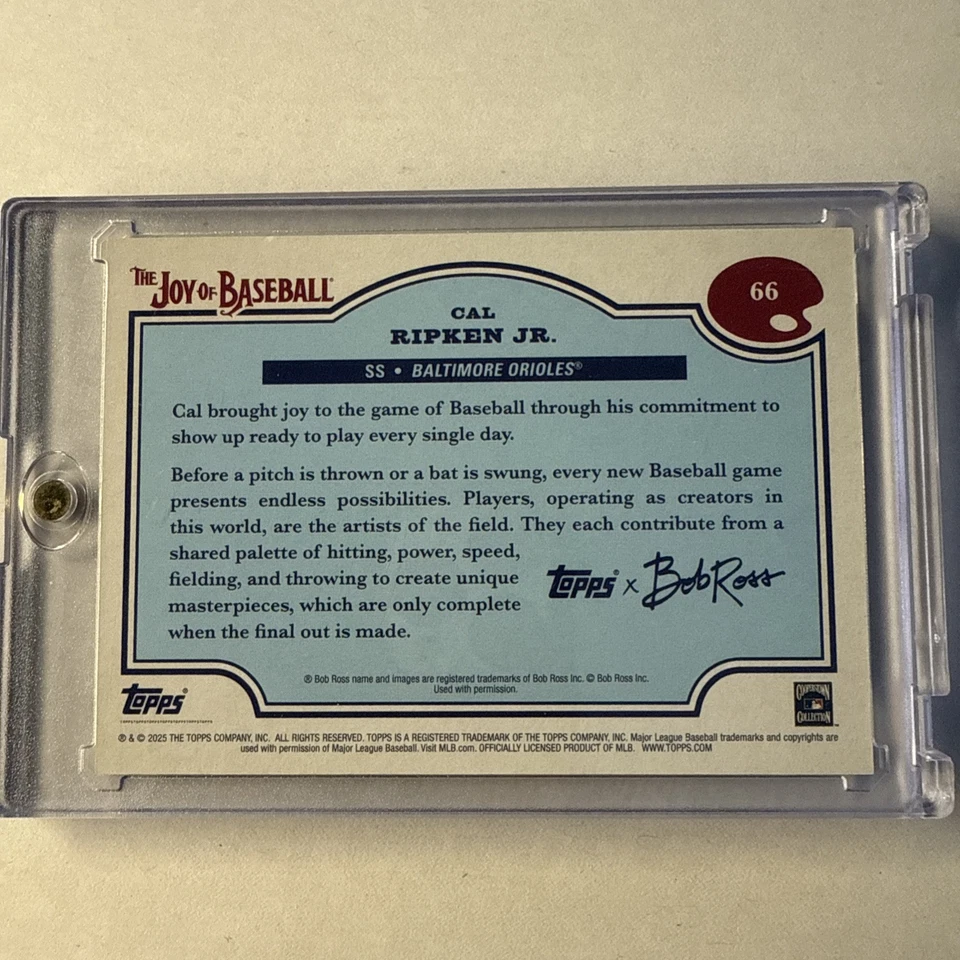 THE JOY OF BASEBALL®
66
CAL
RIPKEN JR.
SS • BALTIMORE ORIOLES®
Cal brought joy to the game of Baseball through his commitment to
show up ready to play every single day.
Before a pitch is thrown or a bat is swung, every new Baseball game
presents endless possibilities. Players, operating as creators in
this world, are the artists of the field. They each contribute from a
shared palette of hitting, power, speed,
fielding, and throwing to create unique
masterpieces, which are only complete
when the final out is made.
Topps® x Bob Ross
® Bob Ross name and images are registered trademarks of Bob Ross Inc. © Bob Ross Inc.
Used with permission.
Topps®
COOPERSTOWN
COLLECTION™
® & © 2025 THE TOPPS COMPANY, INC. ALL RIGHTS RESERVED. TOPPS IS A REGISTERED TRADEMARK OF THE TOPPS COMPANY, INC. Major League Baseball trademarks and copyrights are
used with permission of Major League Baseball. Visit MLB.com. OFFICIALLY LICENSED PRODUCT OF MLB. WWW.TOPPS.COM